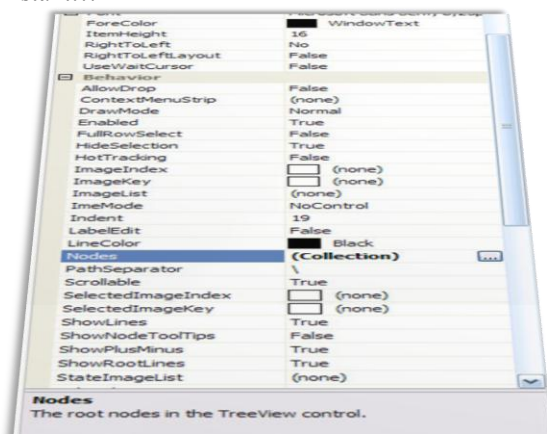 ForeColor WindowText
ItemHeight 16
RightToLeft No
RightToLeftLayout False
UseWaitCursor False
Behavior
AllowDrop False
ContextMenuStrip (none)
DrawMode Normal
Enabled True
FullRowSelect False
HideSelection True
HotTracking False
ImageIndex (none)
ImageKey (none)
ImageList (none)
ImeMode NoControl
Indent 19
LabelEdit False
LineColor Black
Nodes (Collection) ...
PathSeparator \
Scrollable True
SelectedImageIndex (none)
SelectedImageKey (none)
ShowLines True
ShowNodeToolTips False
ShowPlusMinus True
ShowRootLines True
StateImageList (none)
Nodes
The root nodes in the TreeView control.